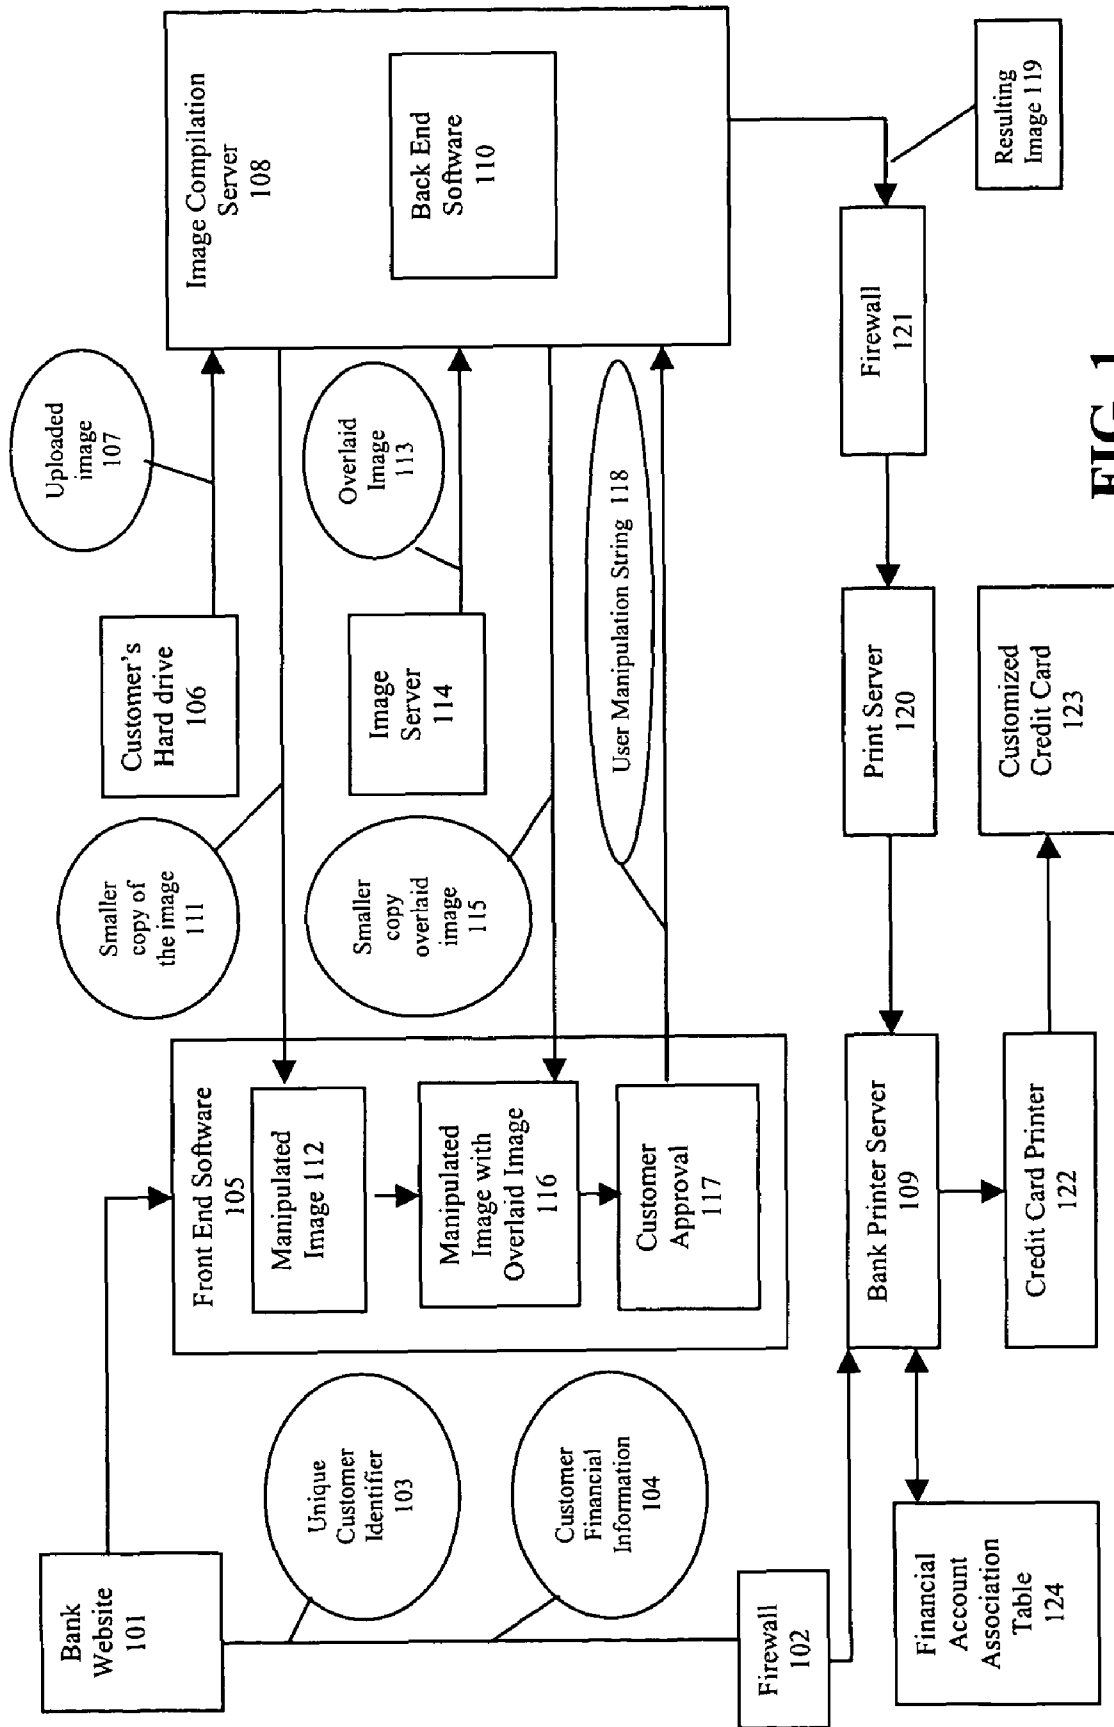 Bank
Website
101
Unique
Customer
Identifier
103
Customer
Financial
Information
104
Firewall
102
Front End Software
105
Manipulated
Image 112
Manipulated
Image with
Overlaid Image
116
Customer
Approval
117
Smaller
copy of
the image
111
Smaller
copy
overlaid
image
115
Customer's
Hard drive
106
Image
Server
114
Uploaded
image
107
Overlaid
Image
113
User Manipulation String 118
Image Compilation
Server
108
Back End
Software
110
Financial
Account
Association
Table
124
Bank Printer Server
109
Credit Card Printer
122
Print Server
120
Customized
Credit Card
123
Firewall
121
Resulting
Image 119
FIG 1